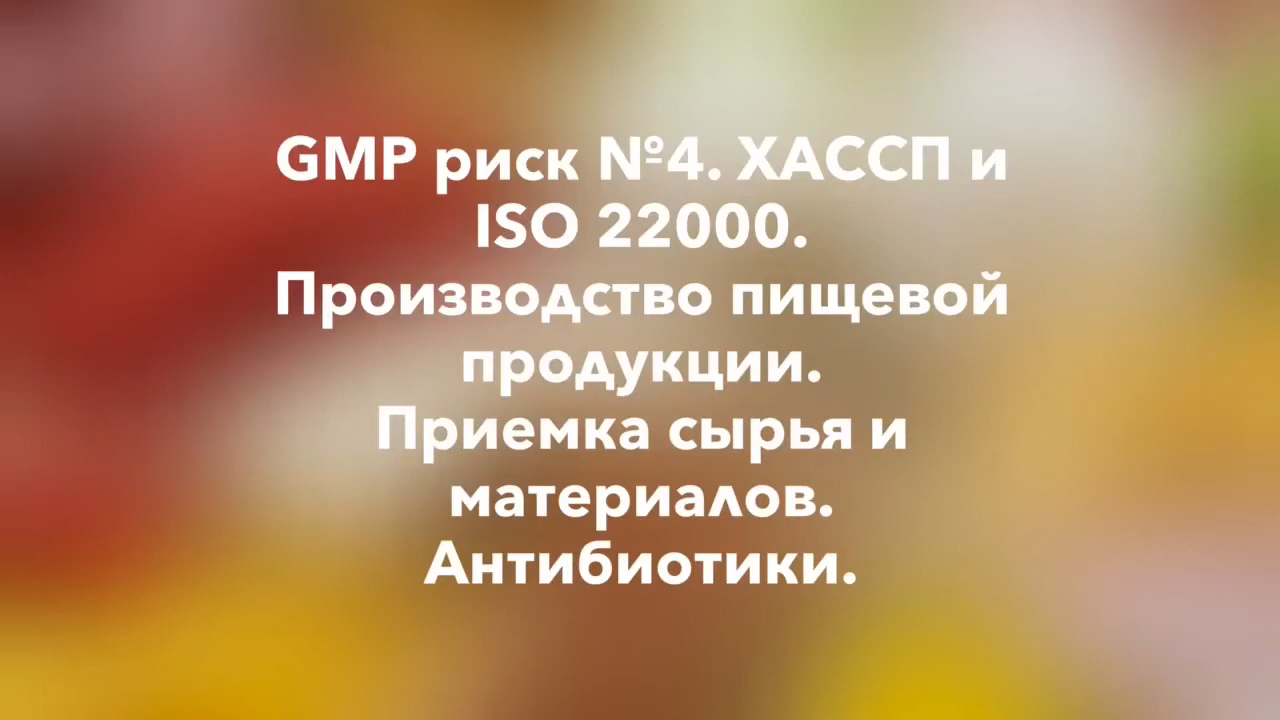 GMP риск №4. ХАССП и
ISO 22000.
Производство пищевой
продукции.
Приемка сырья и
материалов.
Антибиотики.